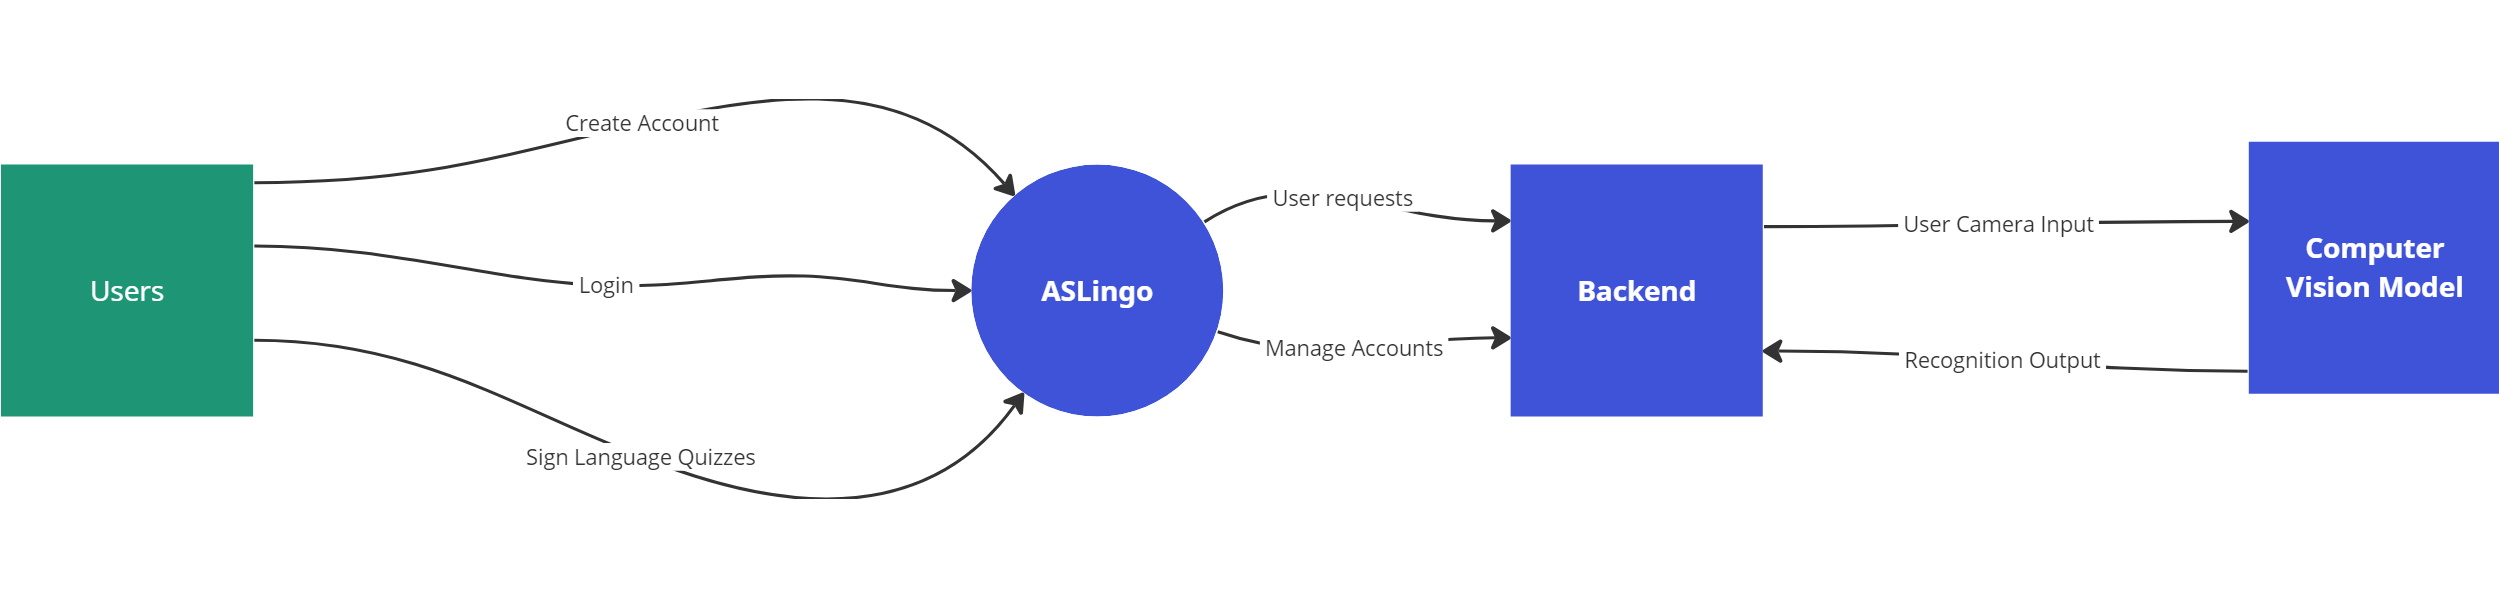 Create Account
Users
Login
Sign Language Quizzes
ASLingo
User requests
Manage Accounts
Backend
User Camera Input
Recognition Output
Computer
Vision Model